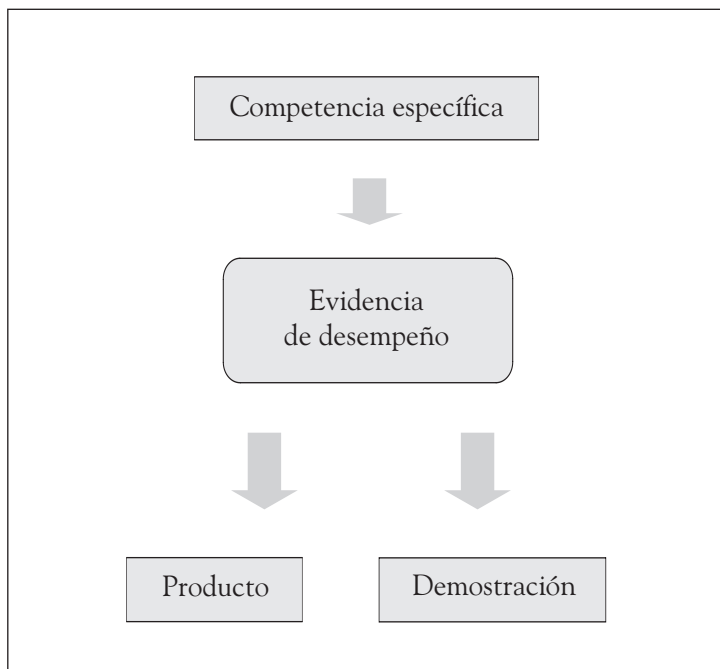 Competencia específica
Evidencia
de desempeño
Producto
Demostración